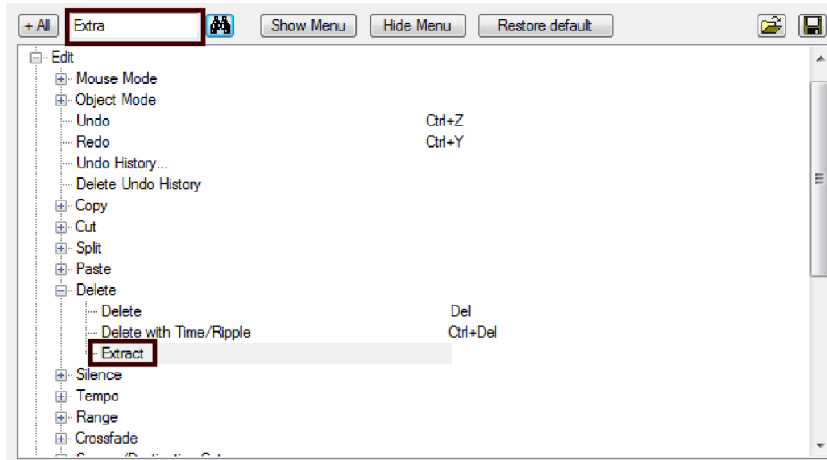 + All Extra Show Menu Hide Menu Restore default
Edit
Mouse Mode
Object Mode
Undo Ctrl+Z
Redo Ctrl+Y
Undo History...
Delete Undo History
Copy
Cut
Split
Paste
Delete
Delete Del
Delete with Time/Ripple Ctrl+Del
Extract
Silence
Tempo
Range
Crossfade